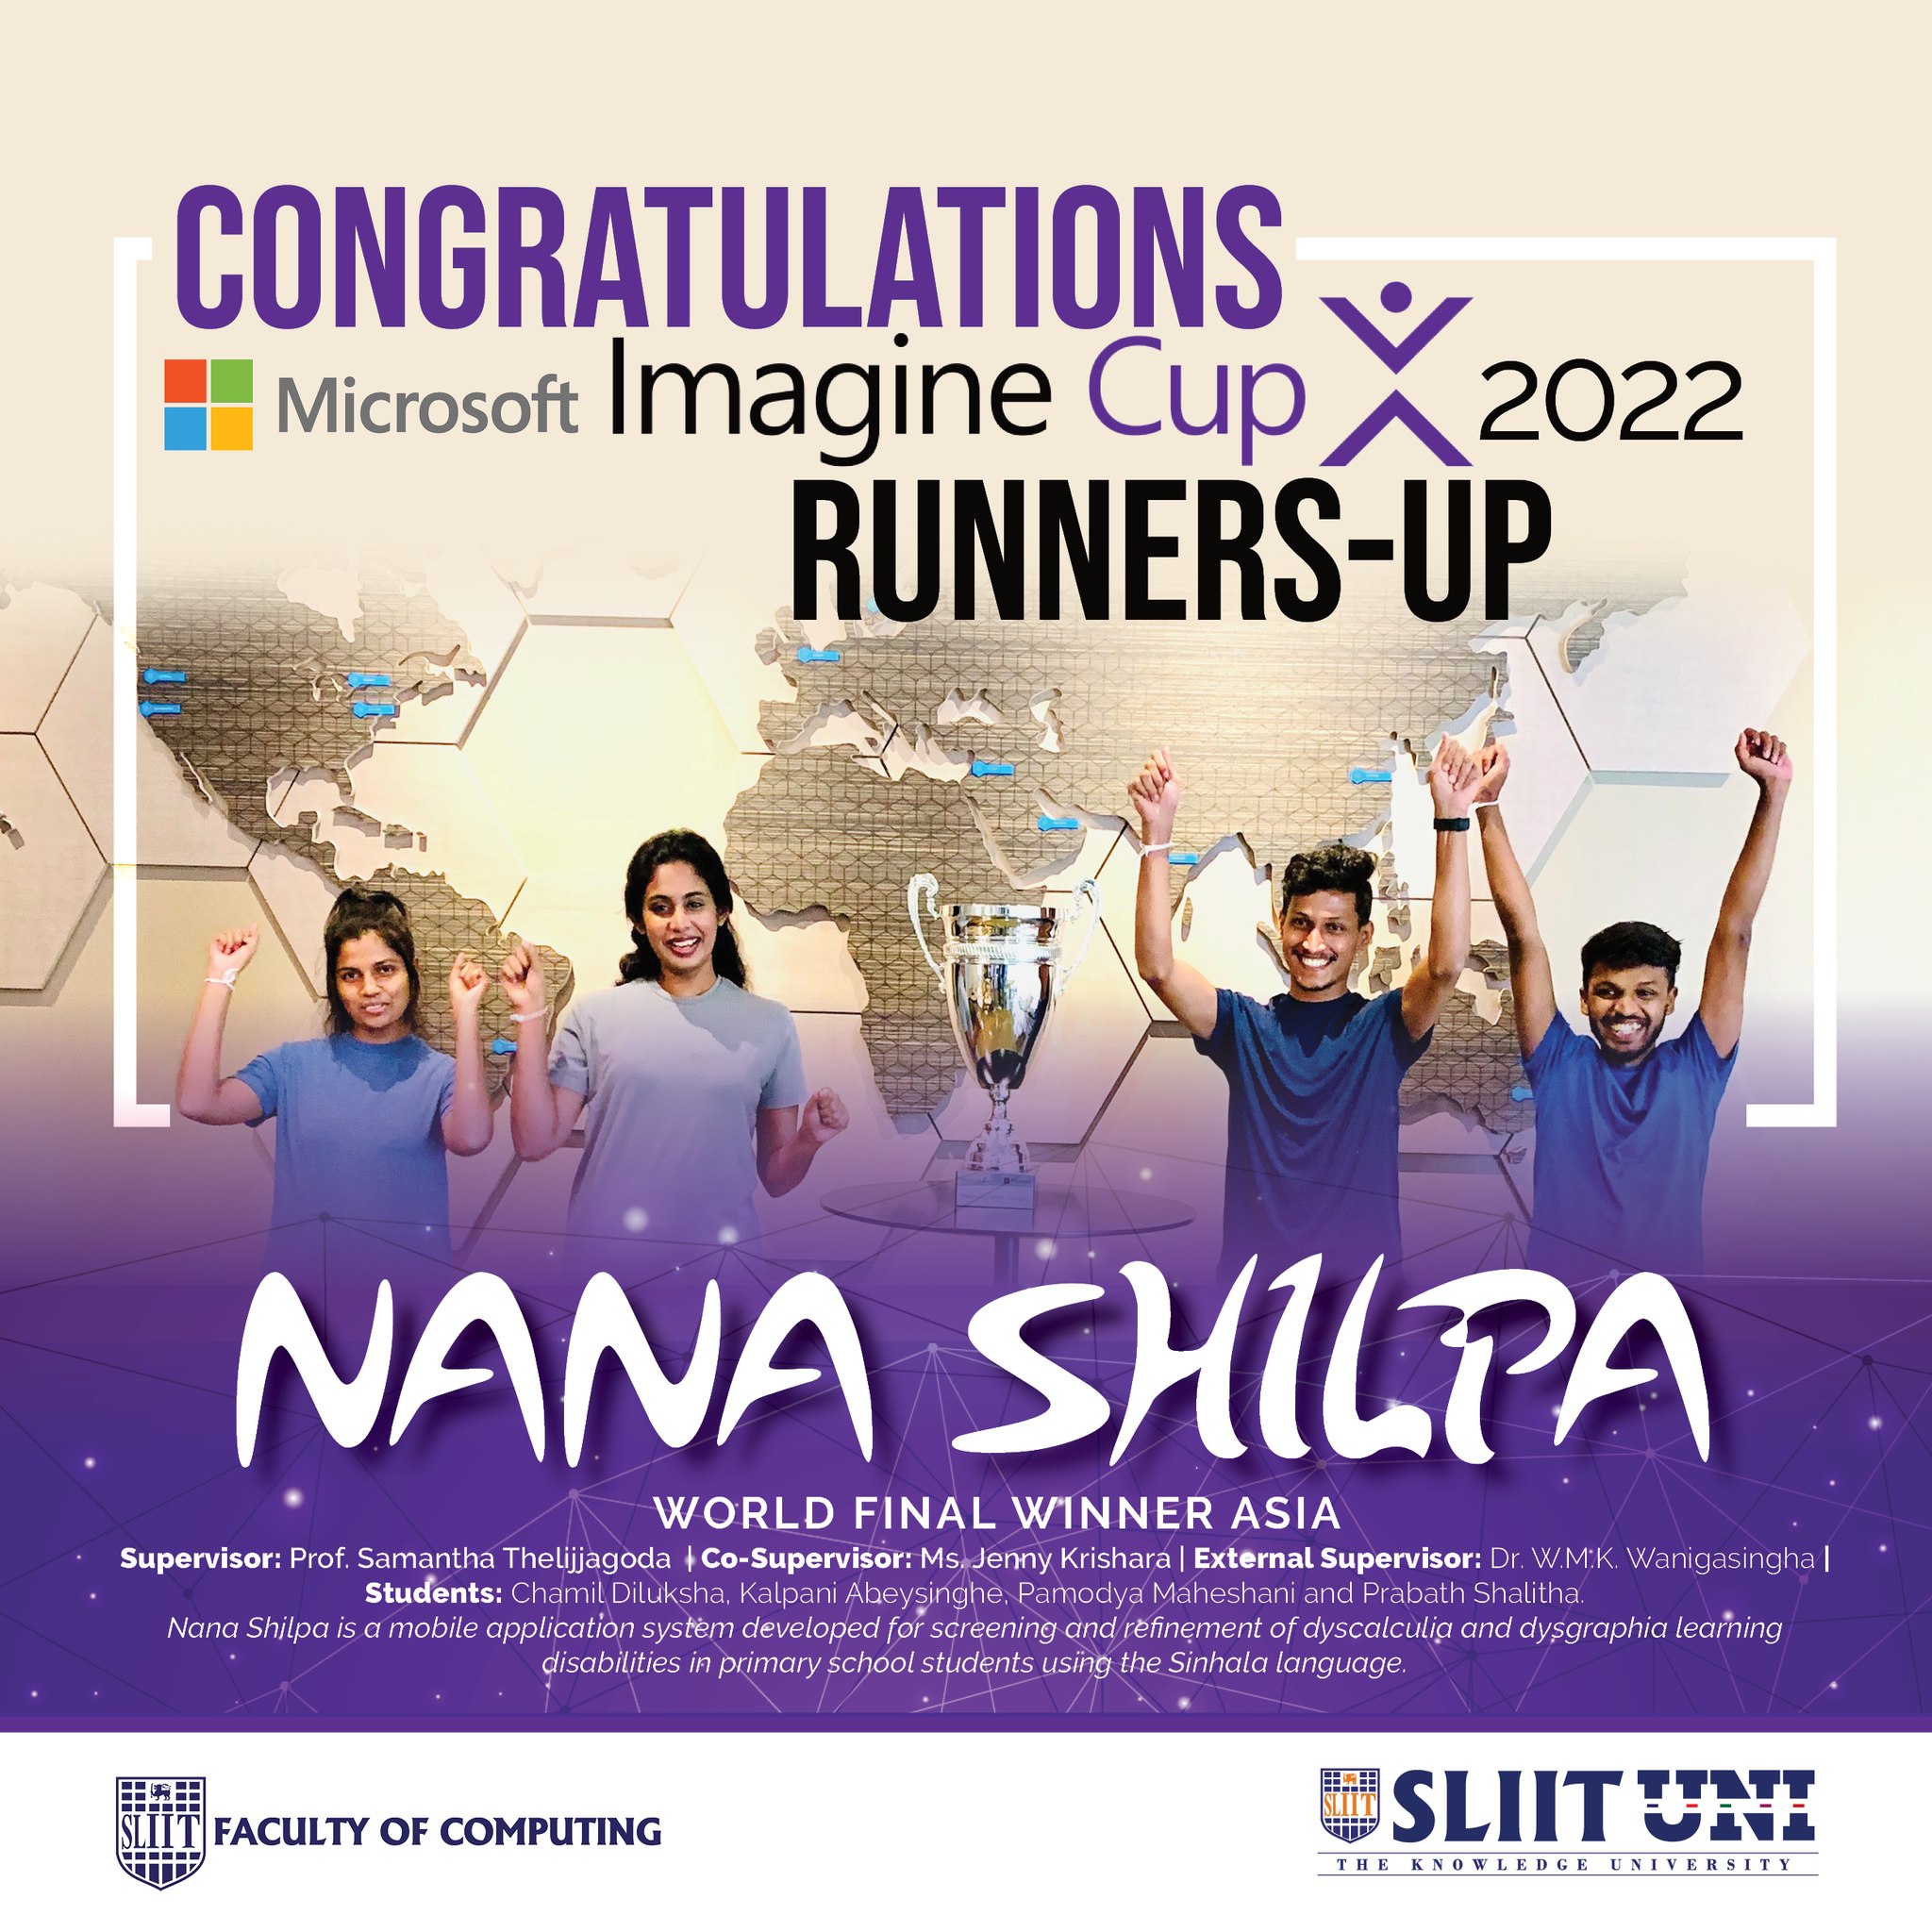 CONGRATULATIONS
Microsoft Imagine Cup 2022
RUNNERS-UP
NANA SHILPA
WORLD FINAL WINNER ASIA
Supervisor: Prof. Samantha Thelijjagoda | Co-Supervisor: Ms. Jenny Krishara | External Supervisor: Dr. W.M.K. Wanigasingha |
Students: Chamil Diluksha, Kalpani Abeysinghe, Pamodya Maheshani and Prabath Shalitha.
Nana Shilpa is a mobile application system developed for screening and refinement of dyscalculia and dysgraphia learning
disabilities in primary school students using the Sinhala language.
SLIIT FACULTY OF COMPUTING
SLIIT SLIIT UNI
THE KNOWLEDGE UNIVERSITY